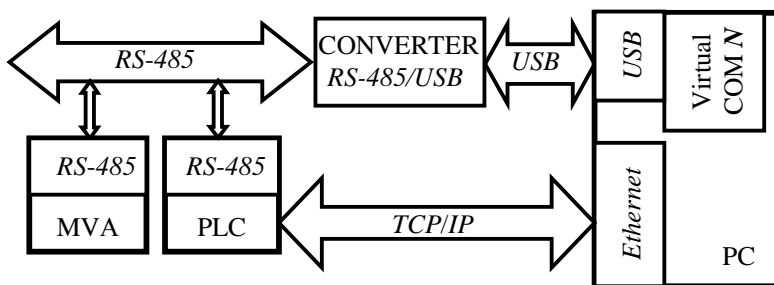 RS-485
CONVERTER
RS-485/USB
USB
USB
Virtual
COM N
RS-485
RS-485
MVA
PLC
TCP/IP
Ethernet
PC